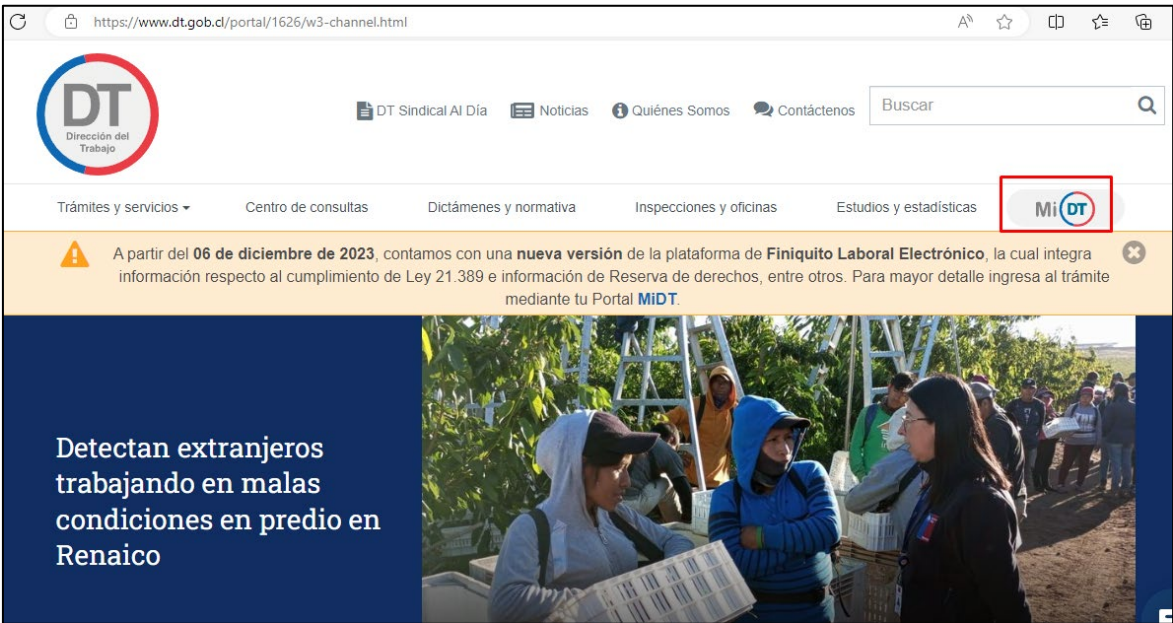 https://www.dt.gob.cl/portal/1626/w3-channel.html
DT
Dirección del
Trabajo
DT Sindical Al Día Noticias Quiénes Somos Contáctenos Buscar
Trámites y servicios Centro de consultas Dictámenes y normativa Inspecciones y oficinas Estudios y estadísticas Mi DT
A partir del 06 de diciembre de 2023, contamos con una nueva versión de la plataforma de Finiquito Laboral Electrónico, la cual integra
información respecto al cumplimiento de Ley 21.389 e información de Reserva de derechos, entre otros. Para mayor detalle ingresa al trámite
mediante tu Portal MiDT.
Detectan extranjeros
trabajando en malas
condiciones en predio en
Renaico